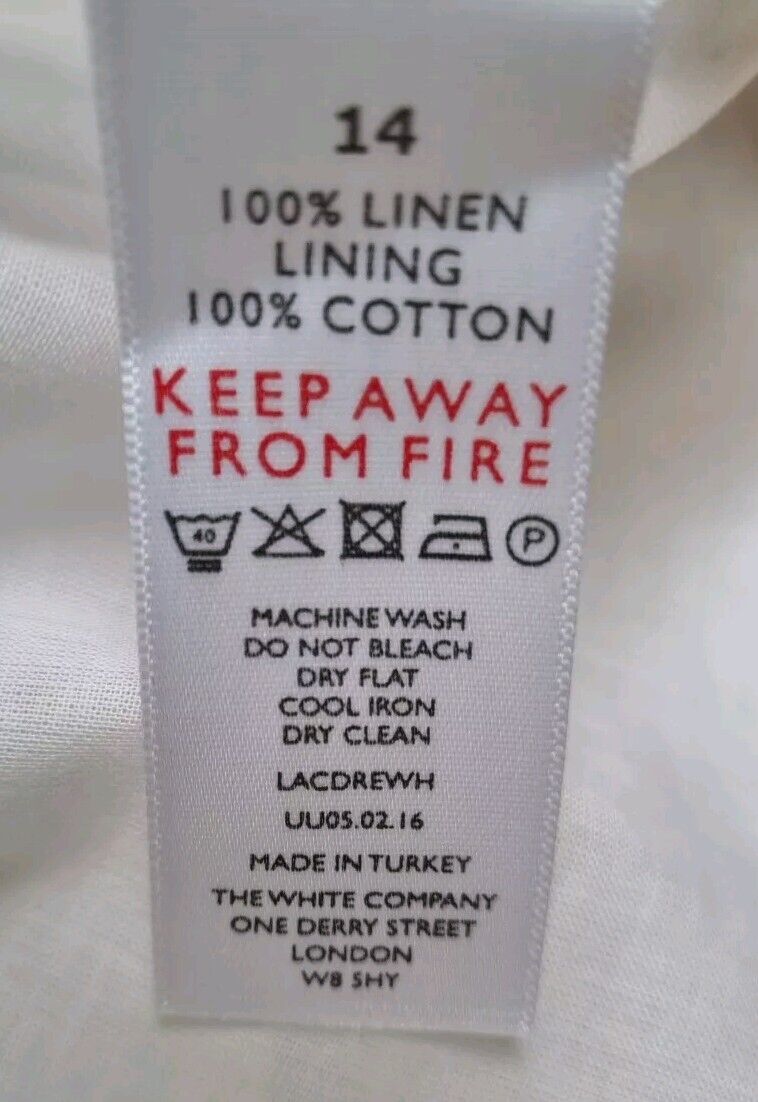 14
100% LINEN
LINING
100% COTTON
KEEP AWAY
FROM FIRE
40 P
MACHINE WASH
DO NOT BLEACH
DRY FLAT
COOL IRON
DRY CLEAN
LACDREWH
UU05.02.16
MADE IN TURKEY
THE WHITE COMPANY
ONE DERRY STREET
LONDON
W8 5HY